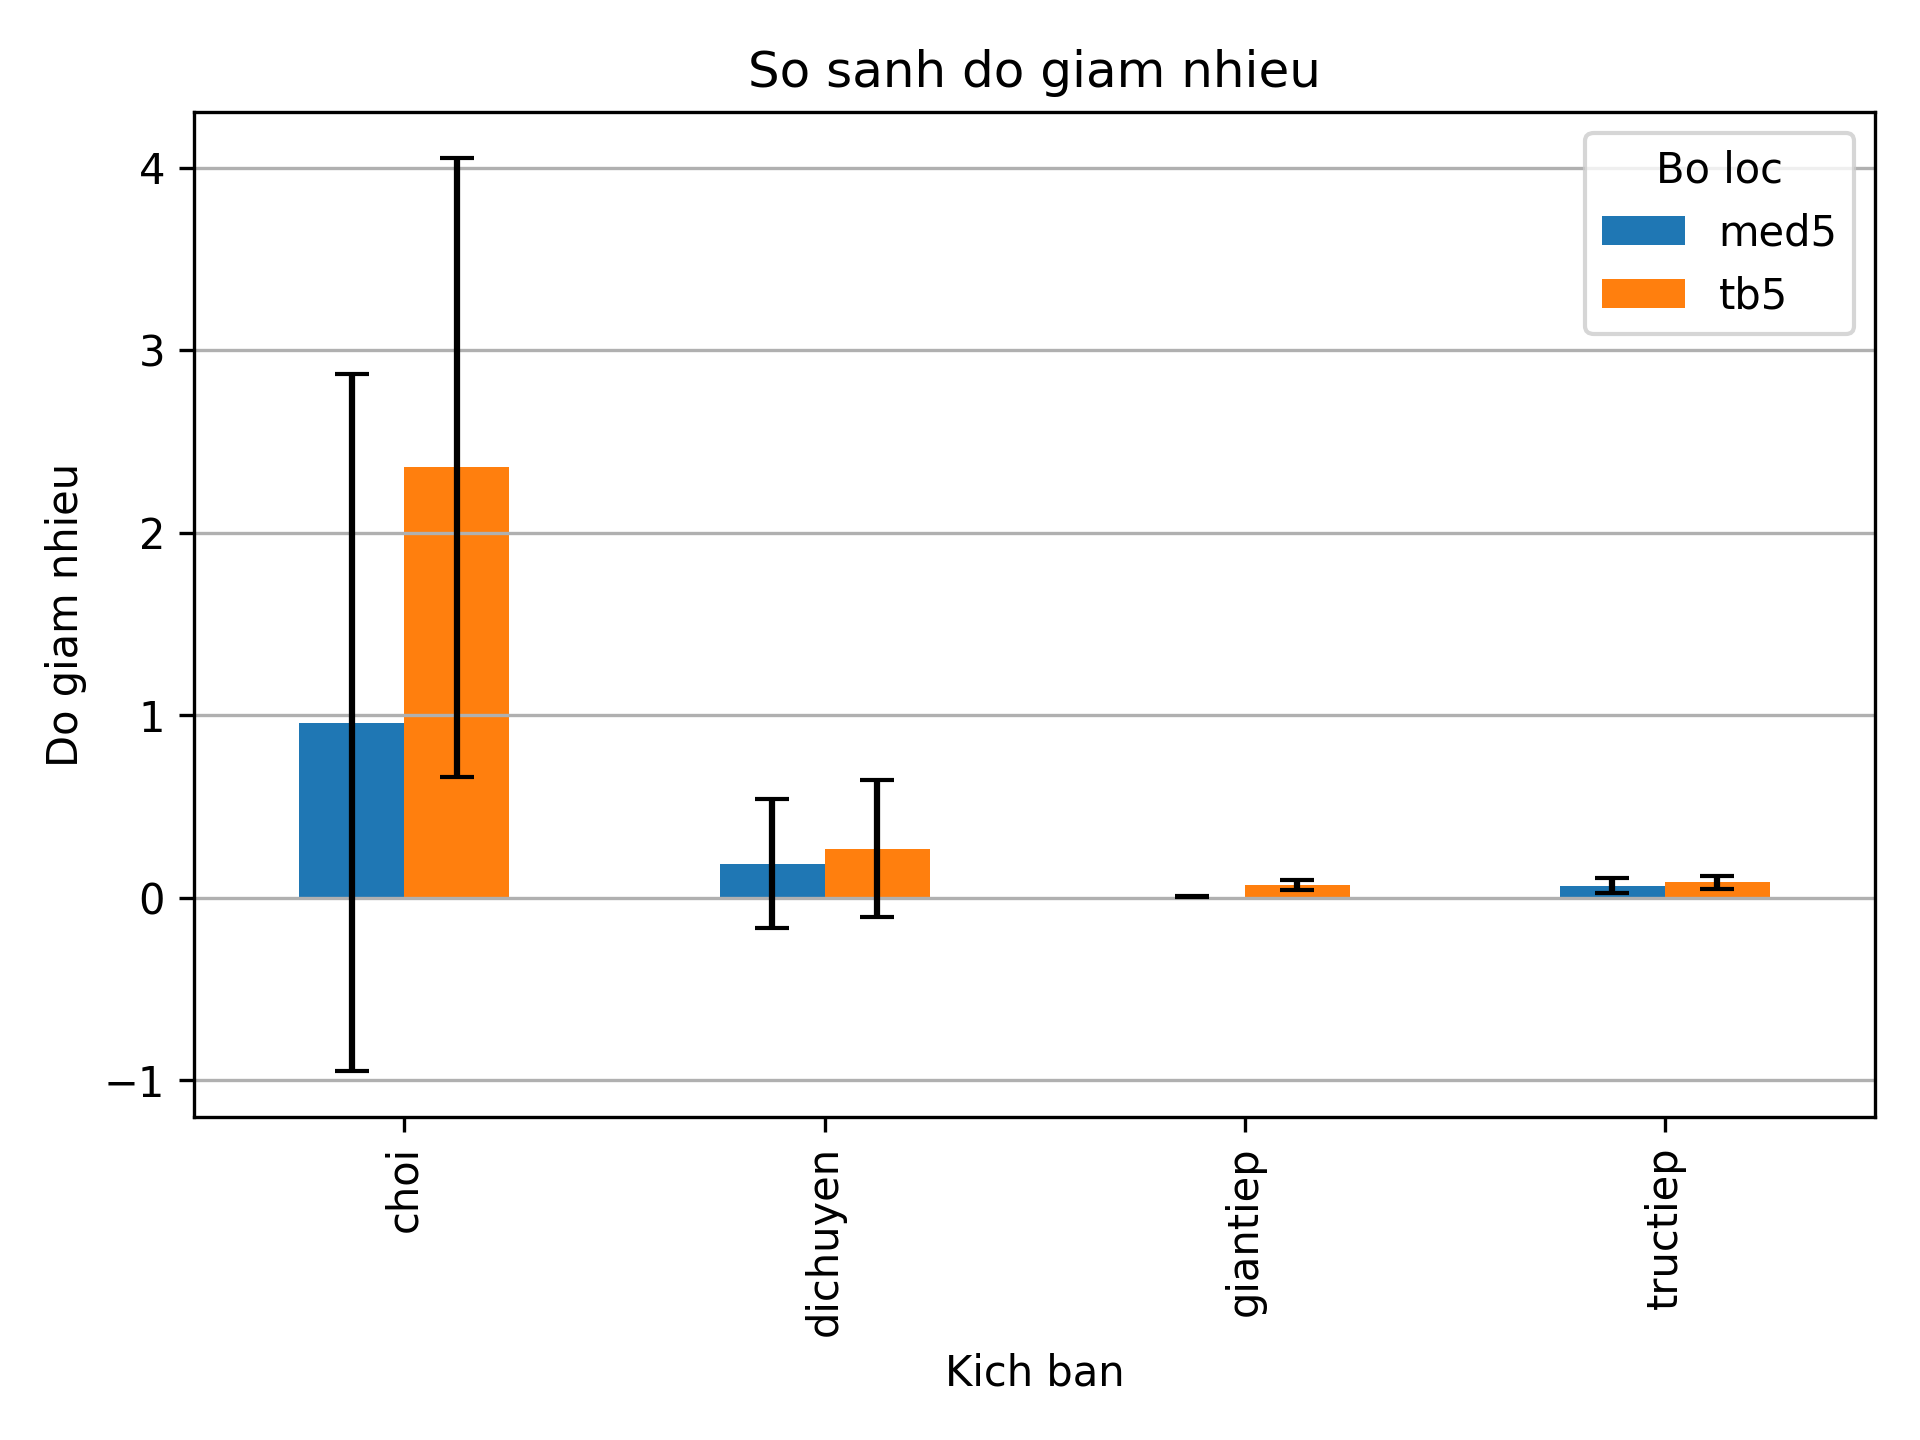 So sanh do giam nhieu
Bo loc
med5
tb5
4
3
2
1
0
−1
Do giam nhieu
choi
dichuyen
giantiep
tructiep
Kich ban